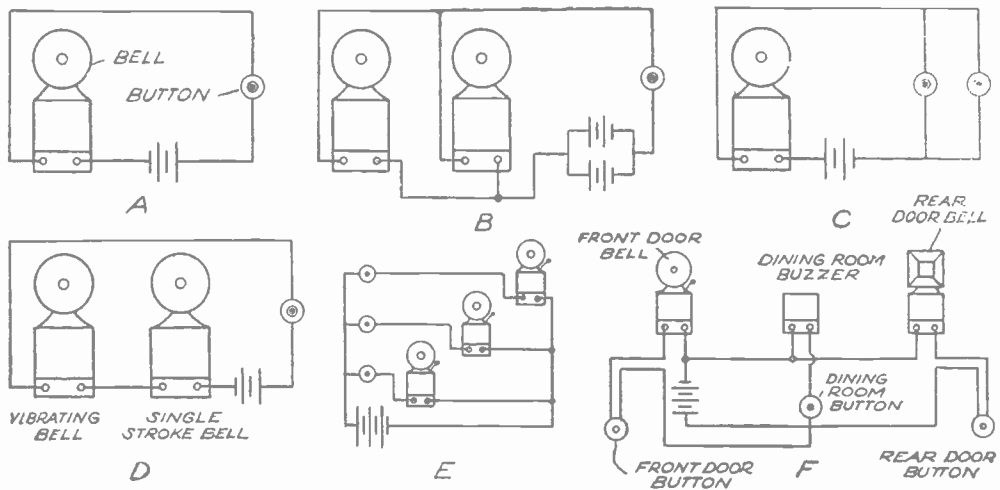 BELL
BUTTON
A
B
C
REAR
DOOR BELL
VIBRATING
BELL
SINGLE
STROKE BELL
D
E
FRONT DOOR
BELL
DINING ROOM
BUZZER
DINING
ROOM
BUTTON
FRONT DOOR
BUTTON
F
REAR DOOR
BUTTON